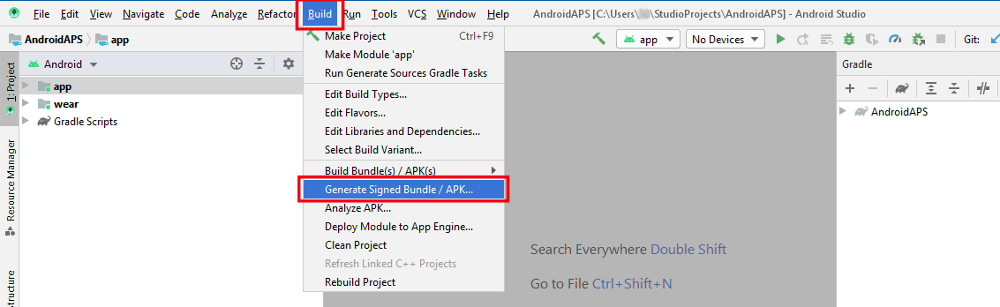 File Edit View Navigate Code Analyze Refactor Build Run Tools VCS Window Help AndroidAPS [C:\Users\ \StudioProjects\AndroidAPS] - Android Studio
AndroidAPS app
app No Devices Git:
1: Project
Resource Manager
Structure
Android
app
wear
Gradle Scripts
Make Project Ctrl+F9
Make Module 'app'
Run Generate Sources Gradle Tasks
Edit Build Types...
Edit Flavors...
Edit Libraries and Dependencies...
Select Build Variant...
Build Bundle(s) / APK(s)
Generate Signed Bundle / APK...
Analyze APK...
Deploy Module to App Engine...
Clean Project
Refresh Linked C++ Projects
Rebuild Project
Search Everywhere Double Shift
Go to File Ctrl+Shift+N
Gradle
AndroidAPS